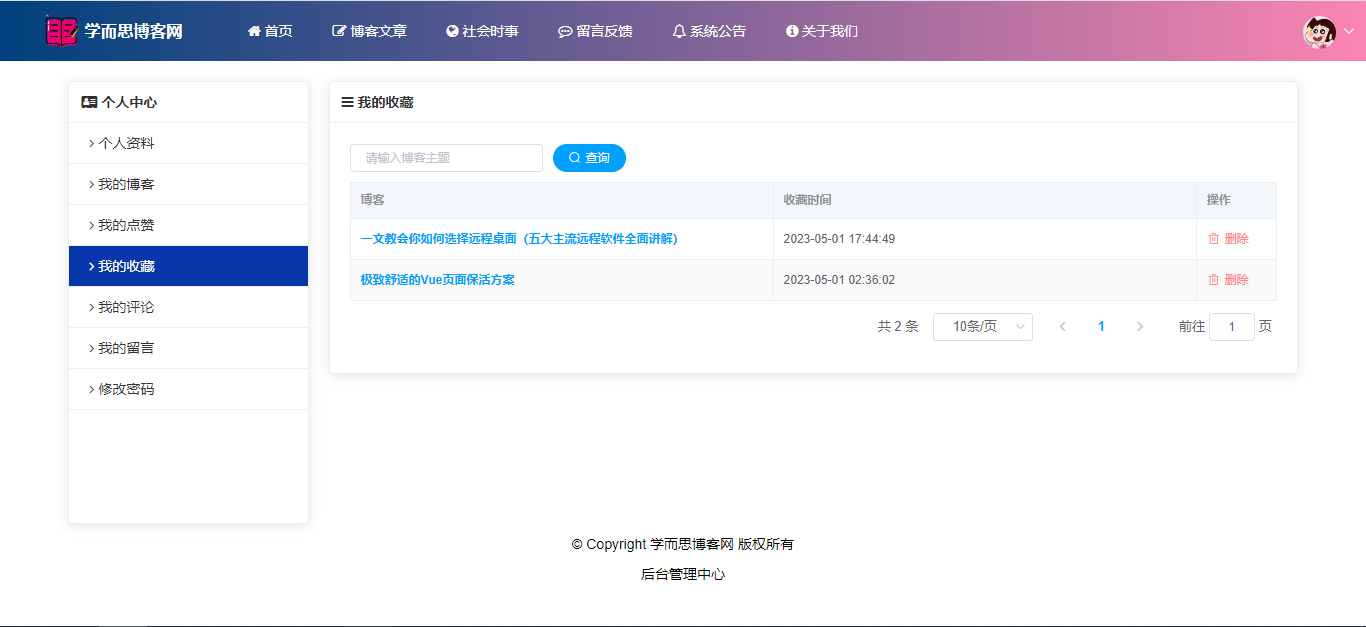 学而思博客网 首页 博客文章 社会时事 留言反馈 系统公告 关于我们
个人中心
个人资料
我的博客
我的点赞
我的收藏
我的评论
我的留言
修改密码
我的收藏
请输入博客主题 查询
博客 收藏时间 操作
一文教会你如何选择远程桌面（五大主流远程软件全面讲解） 2023-05-01 17:44:49 删除
极致舒适的Vue页面保活方案 2023-05-01 02:36:02 删除
共 2 条 10条/页 1 前往 1 页
© Copyright 学而思博客网 版权所有
后台管理中心